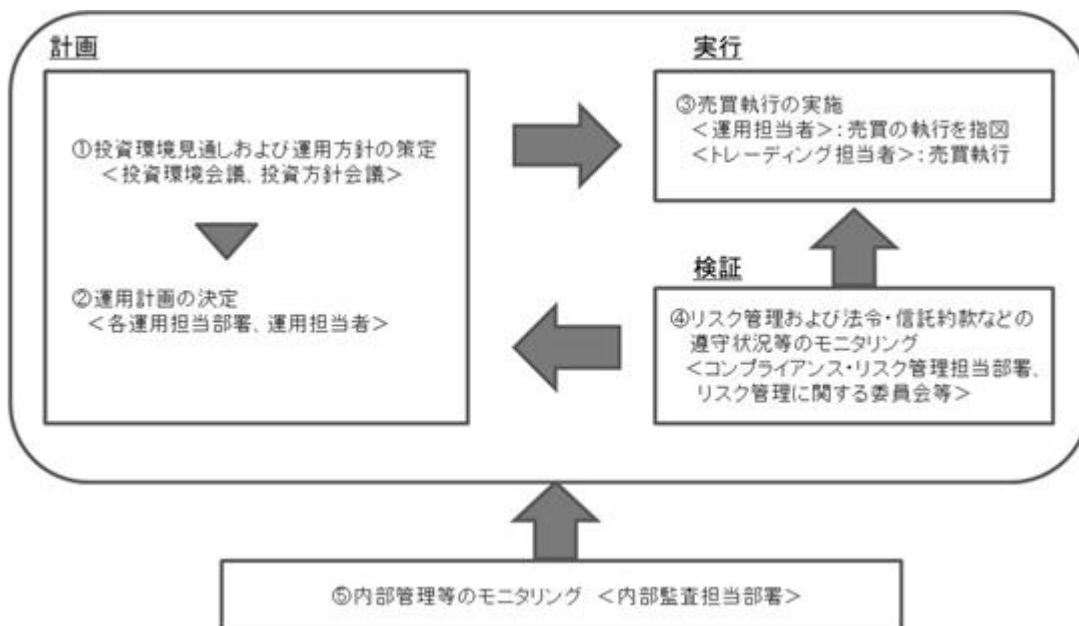 計画
①投資環境見通しおよび運用方針の策定
＜投資環境会議、投資方針会議＞
②運用計画の決定
＜各運用担当部署、運用担当者＞
実行
③売買執行の実施
＜運用担当者＞：売買の執行を指図
＜トレーディング担当者＞：売買執行
検証
④リスク管理および法令・信託約款などの
遵守状況等のモニタリング
＜コンプライアンス・リスク管理担当部署、
リスク管理に関する委員会等＞
⑤内部管理等のモニタリング ＜内部監査担当部署＞